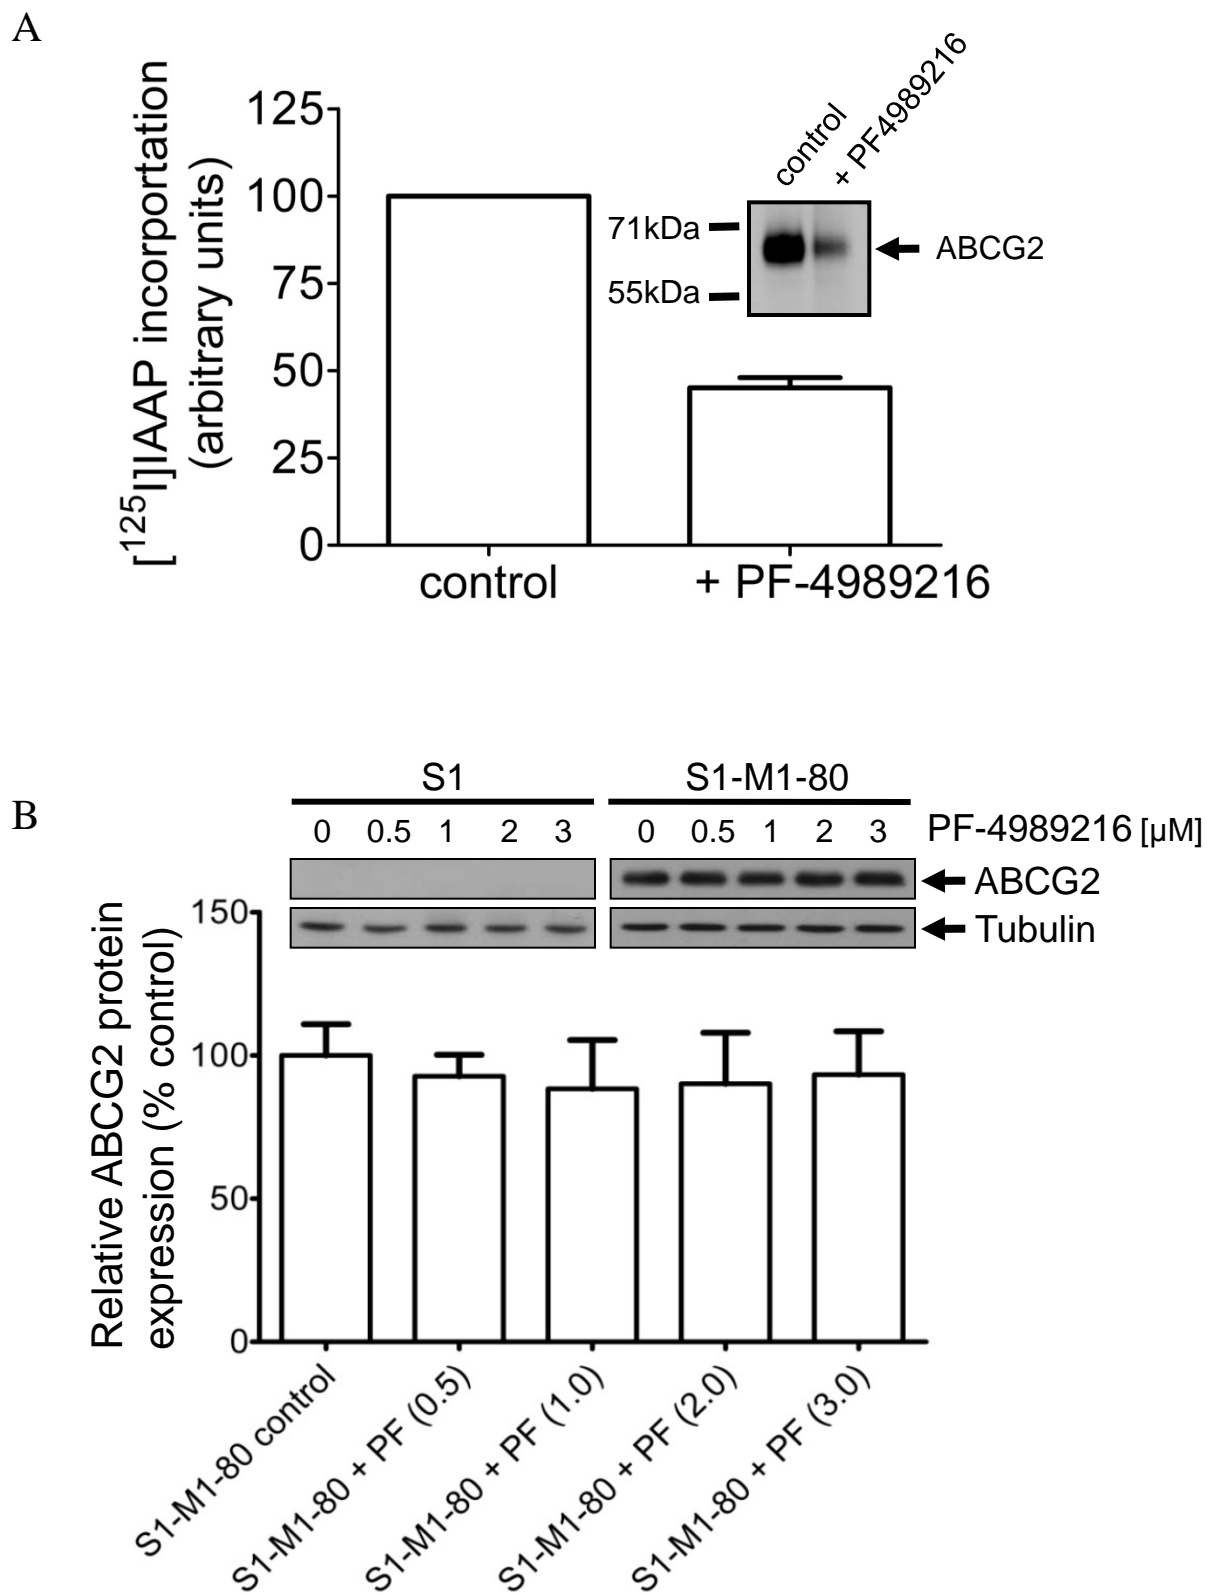 A
[125I]IAAP incorportation
(arbitrary units)
125
100
75
50
25
0
control
+ PF4989216
71kDa
55kDa
ABCG2
control
+ PF-4989216
B
S1
S1-M1-80
0 0.5 1 2 3
0 0.5 1 2 3
PF-4989216 [µM]
ABCG2
Tubulin
Relative ABCG2 protein
expression (% control)
150
100
50
0
S1-M1-80 control
S1-M1-80 + PF (0.5)
S1-M1-80 + PF (1.0)
S1-M1-80 + PF (2.0)
S1-M1-80 + PF (3.0)